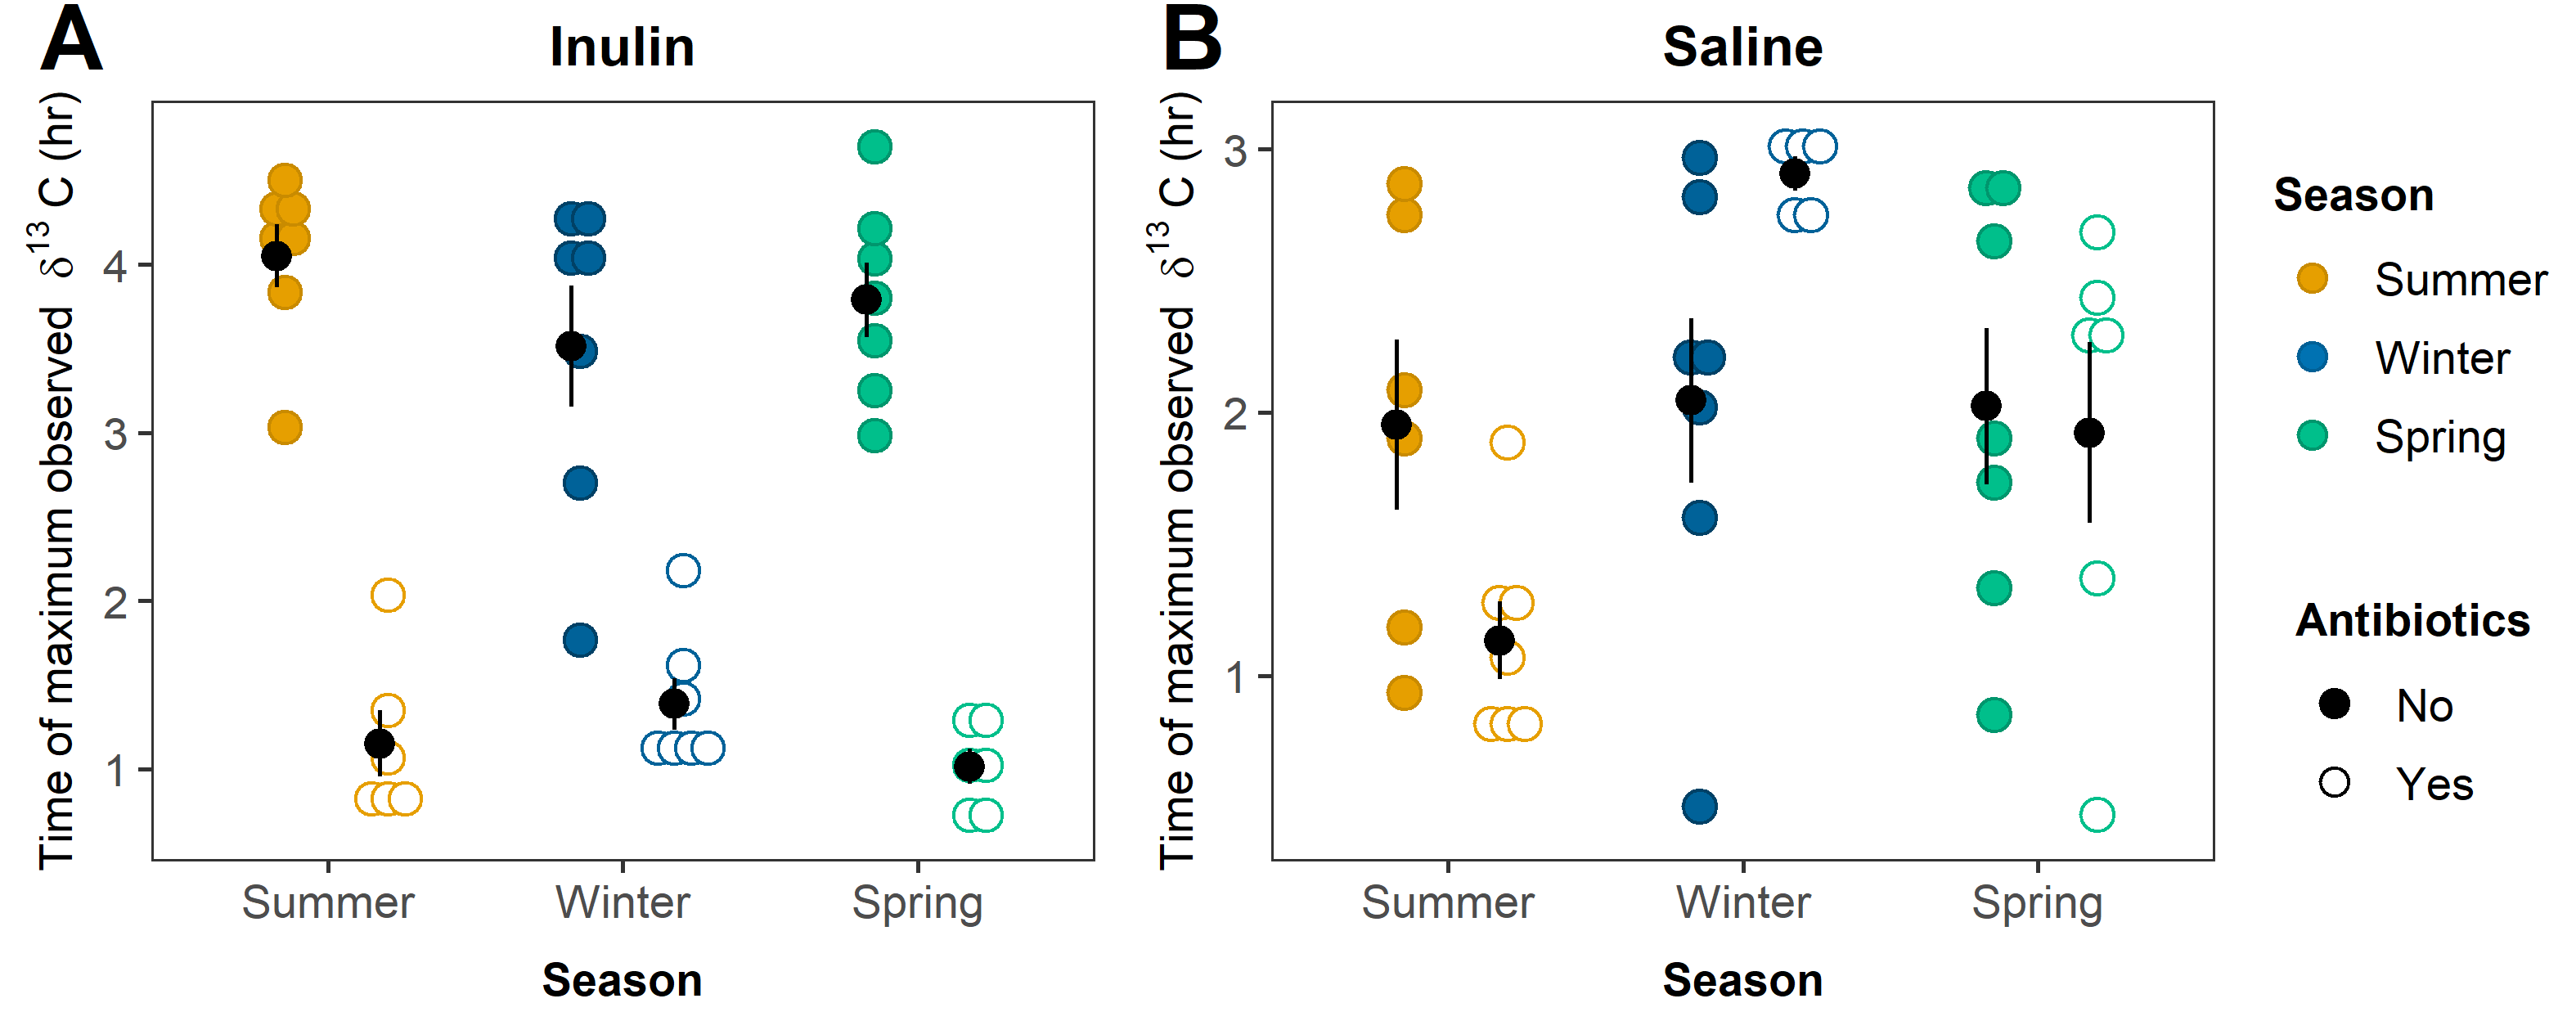 A
Inulin
Time of maximum observed δ13 C (hr)
4
3
2
1
Summer Winter Spring
Season
B
Saline
Time of maximum observed δ13 C (hr)
3
2
1
Summer Winter Spring
Season
Season
Summer
Winter
Spring
Antibiotics
No
Yes